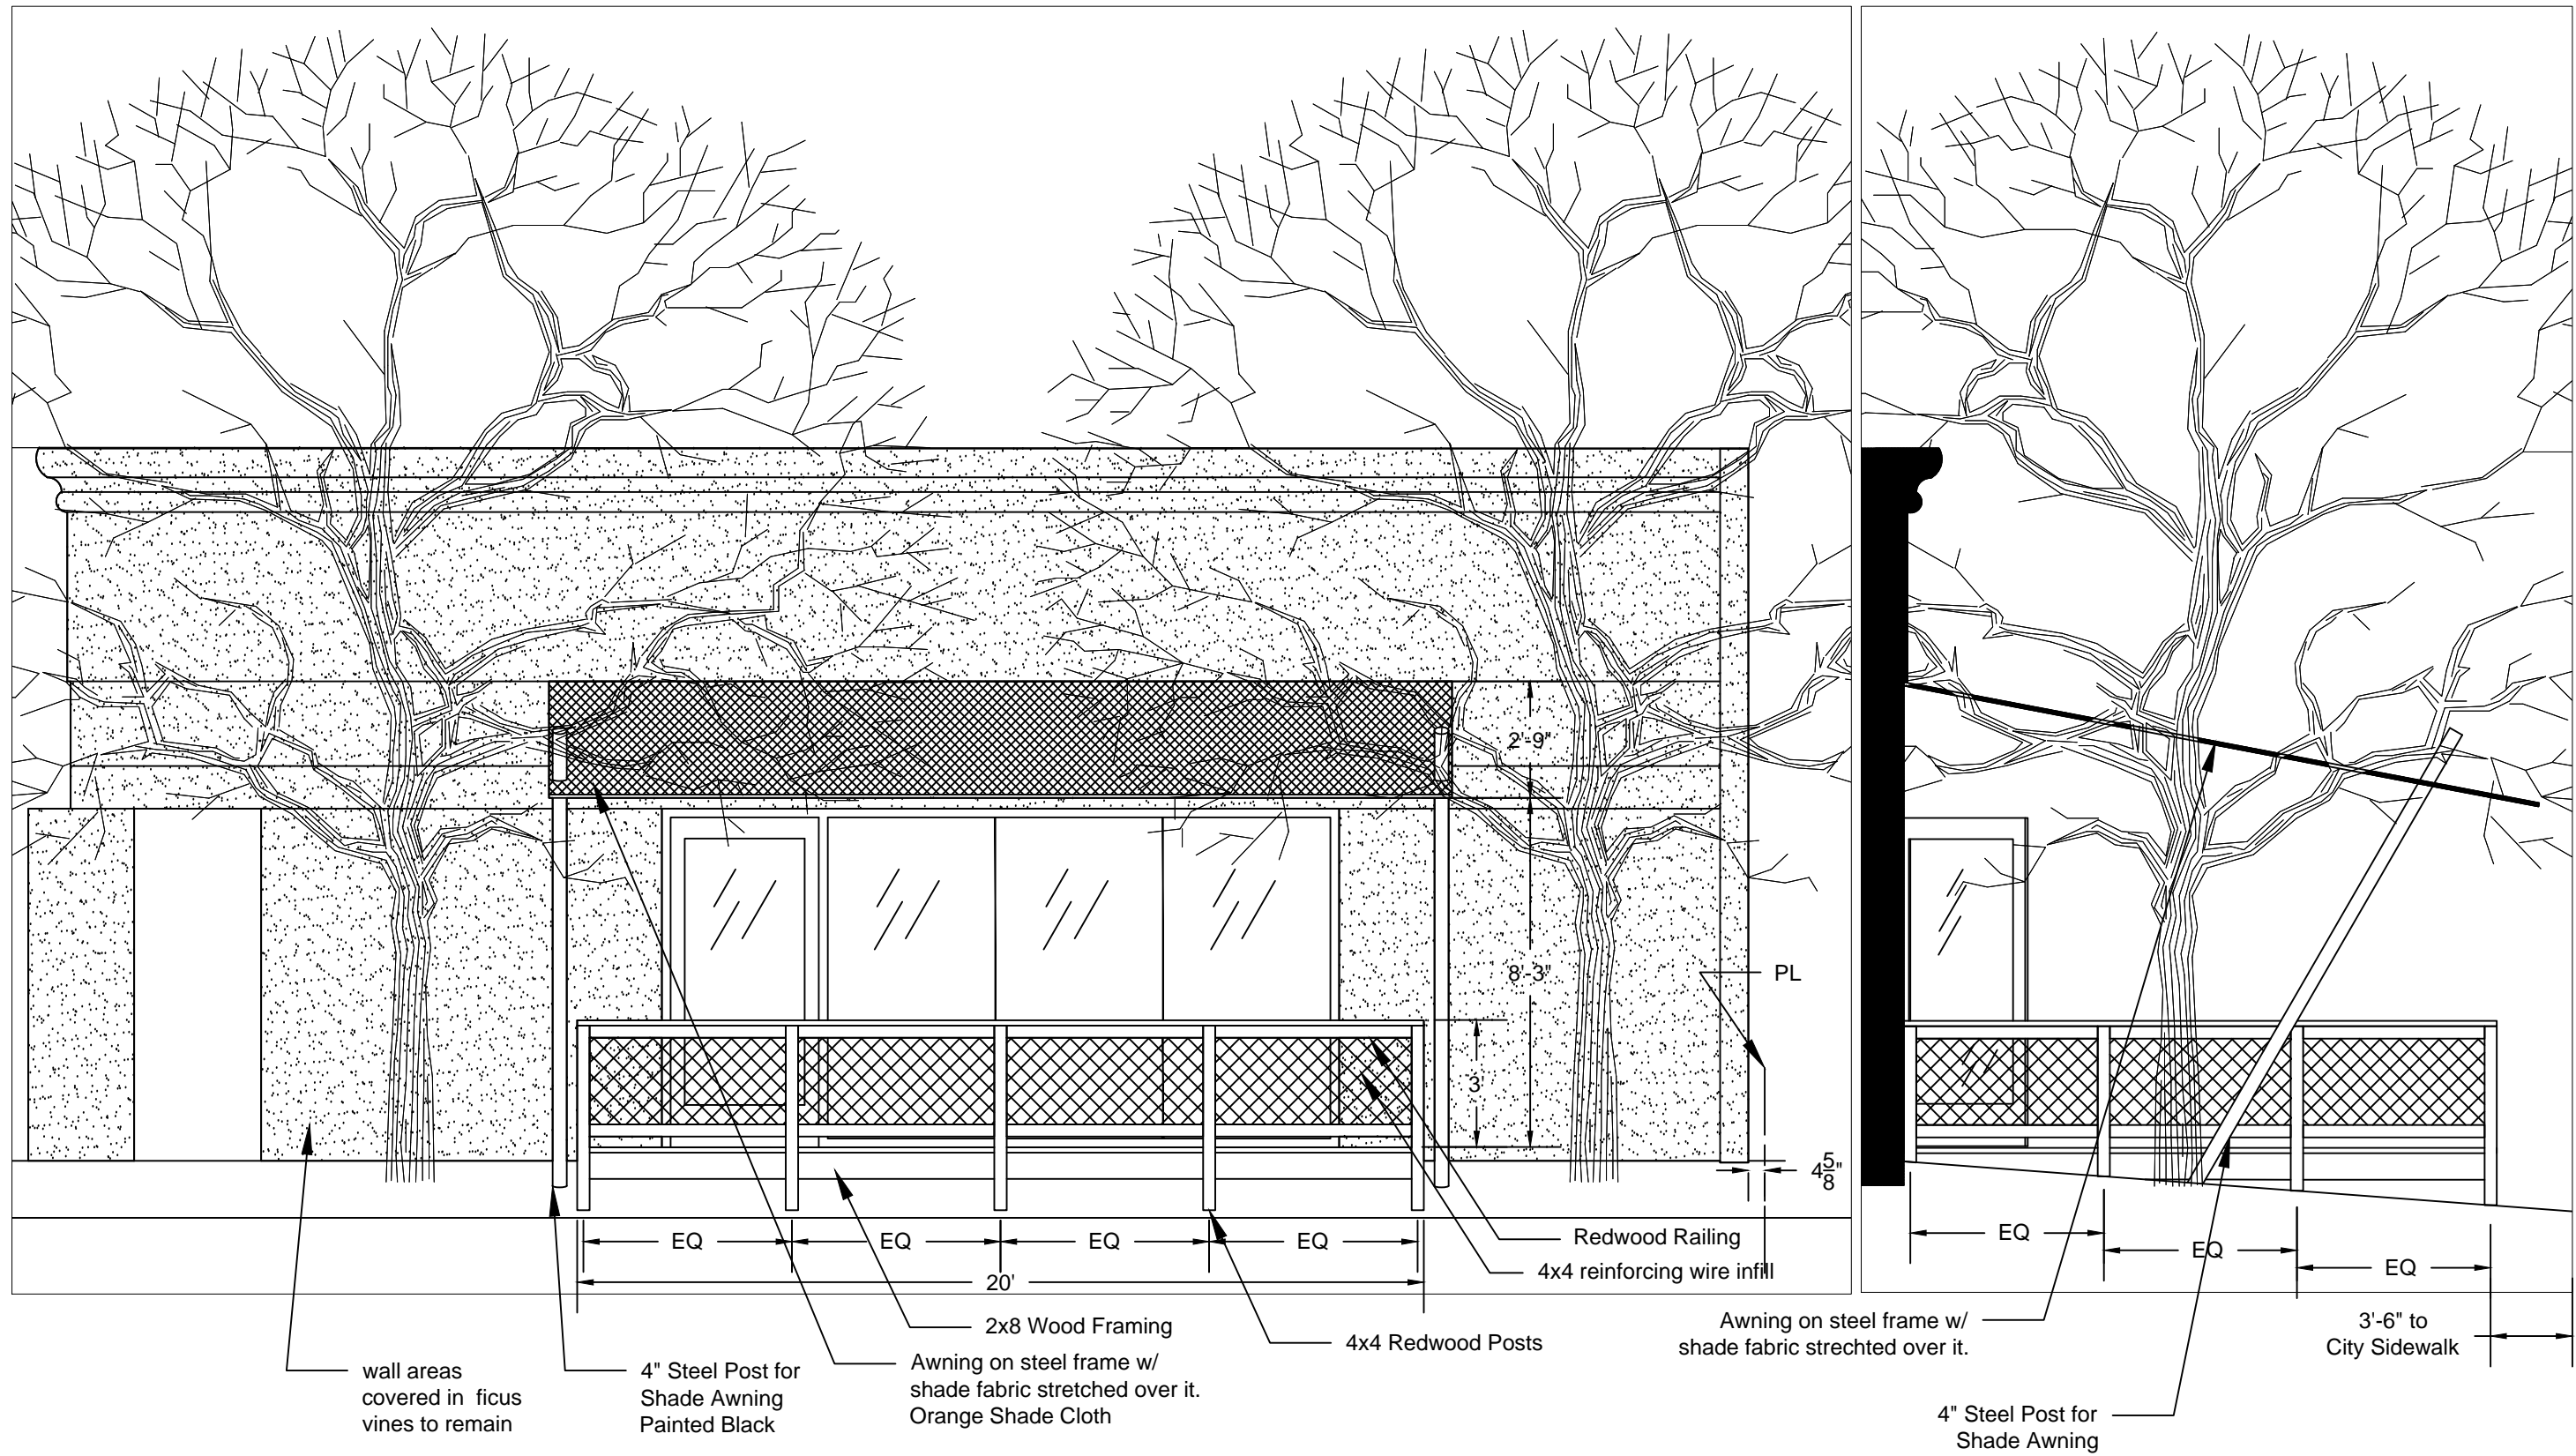 2'-9"
8'-3"
PL
3'
4 5/8"
EQ
EQ
EQ
EQ
20'
Redwood Railing
4x4 reinforcing wire infill
2x8 Wood Framing
4x4 Redwood Posts
wall areas
covered in ficus
vines to remain
4" Steel Post for
Shade Awning
Painted Black
Awning on steel frame w/
shade fabric stretched over it.
Orange Shade Cloth
EQ
EQ
EQ
Awning on steel frame w/
shade fabric strechted over it.
3'-6" to
City Sidewalk
4" Steel Post for
Shade Awning